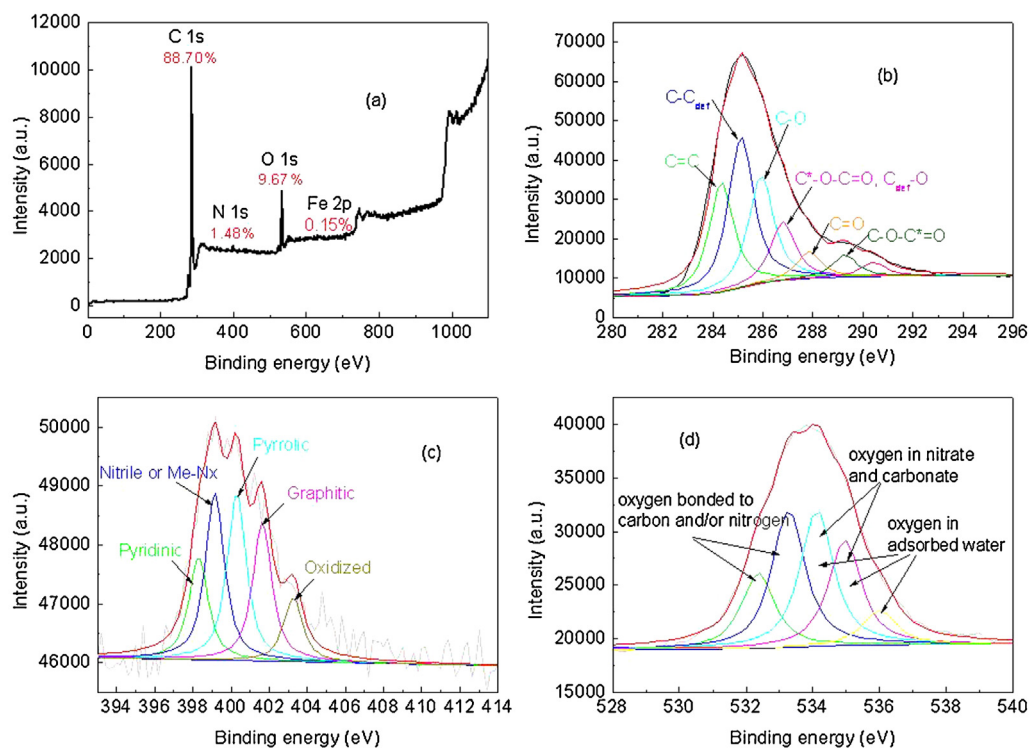 12000
10000
8000
6000
4000
2000
0
Intensity (a.u.)
C 1s
88.70%
(a)
O 1s
9.67%
N 1s
1.48%
Fe 2p
0.15%
0 200 400 600 800 1000
Binding energy (eV)
70000
60000
50000
40000
30000
20000
10000
0
Intensity (a.u.)
(b)
C-C_def
C-O
C=C
C*-O-C=O, C_def-O
C=O
C-O-C*=O
280 282 284 286 288 290 292 294 296
Binding energy (eV)
50000
49000
48000
47000
46000
Intensity (a.u.)
(c)
Pyrrolic
Nitrile or Me-Nx
Graphitic
Pyridinic
Oxidized
394 396 398 400 402 404 406 408 410 412 414
Binding energy (eV)
40000
35000
30000
25000
20000
15000
Intensity (a.u.)
(d)
oxygen in nitrate
and carbonate
oxygen bonded to
carbon and/or nitrogen
oxygen in
adsorbed water
528 530 532 534 536 538 540
Binding energy (eV)